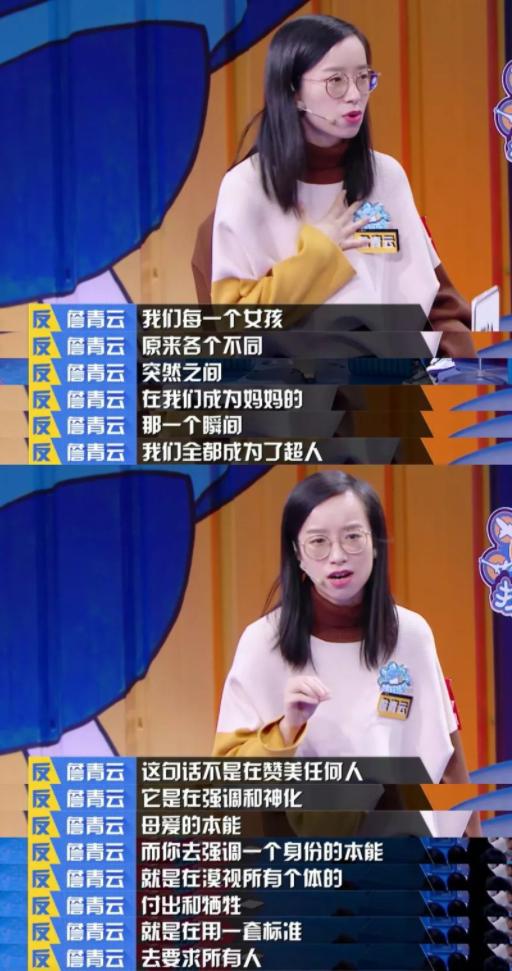 反 詹青云 我们每一个女孩
反 詹青云 原来各个不同
反 詹青云 突然之间
反 詹青云 在我们成为妈妈的
反 詹青云 那一个瞬间
反 詹青云 我们全都成为了超人
反 詹青云 这句话不是在赞美任何人
反 詹青云 它是在强调和神化
反 詹青云 母爱的本能
反 詹青云 而你去强调一个身份的本能
反 詹青云 就是在漠视所有个体的
反 詹青云 付出和牺牲
反 詹青云 就是在用一套标准
反 詹青云 去要求所有人